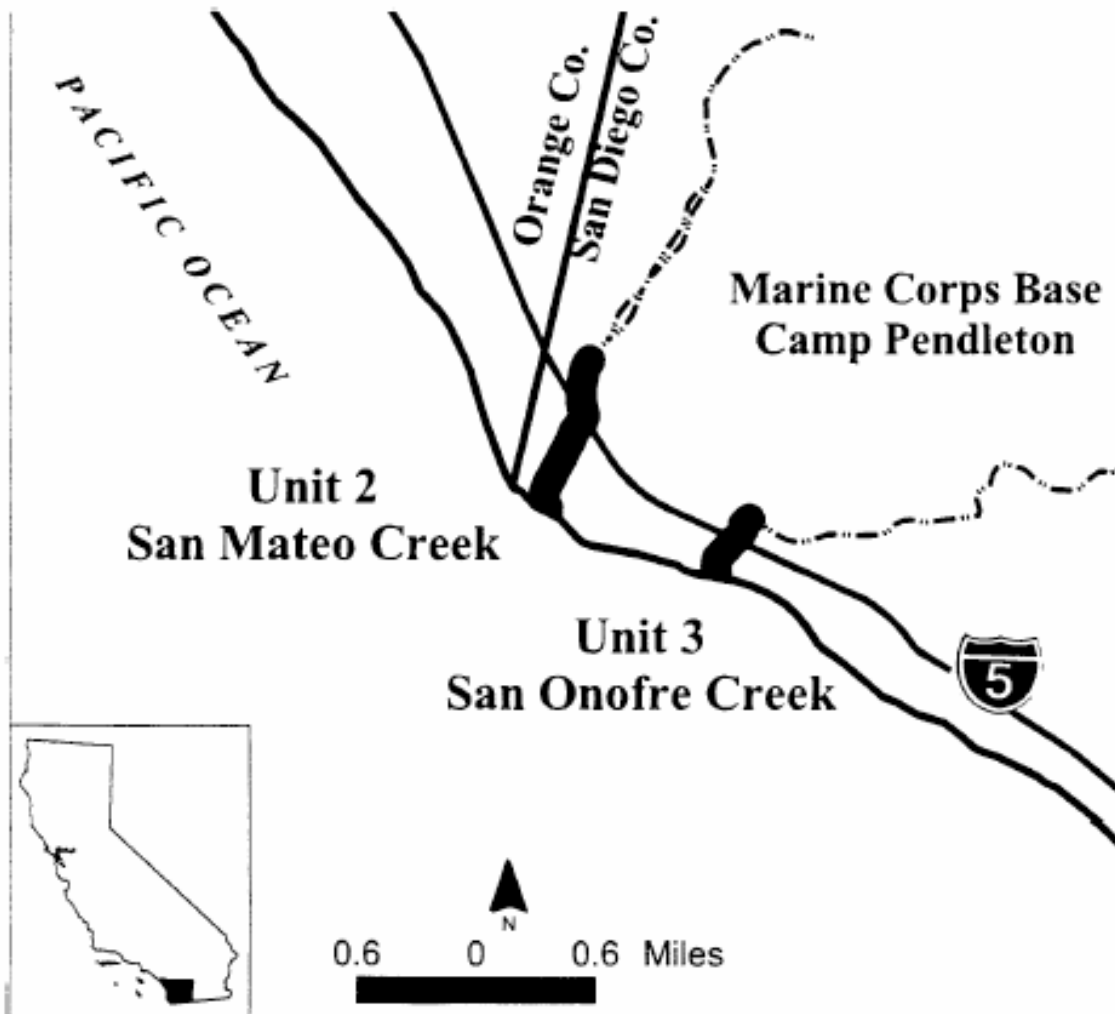 PACIFIC OCEAN
Orange Co.
San Diego Co.
Marine Corps Base
Camp Pendleton
Unit 2
San Mateo Creek
Unit 3
San Onofre Creek
5
N
0.6 0 0.6 Miles